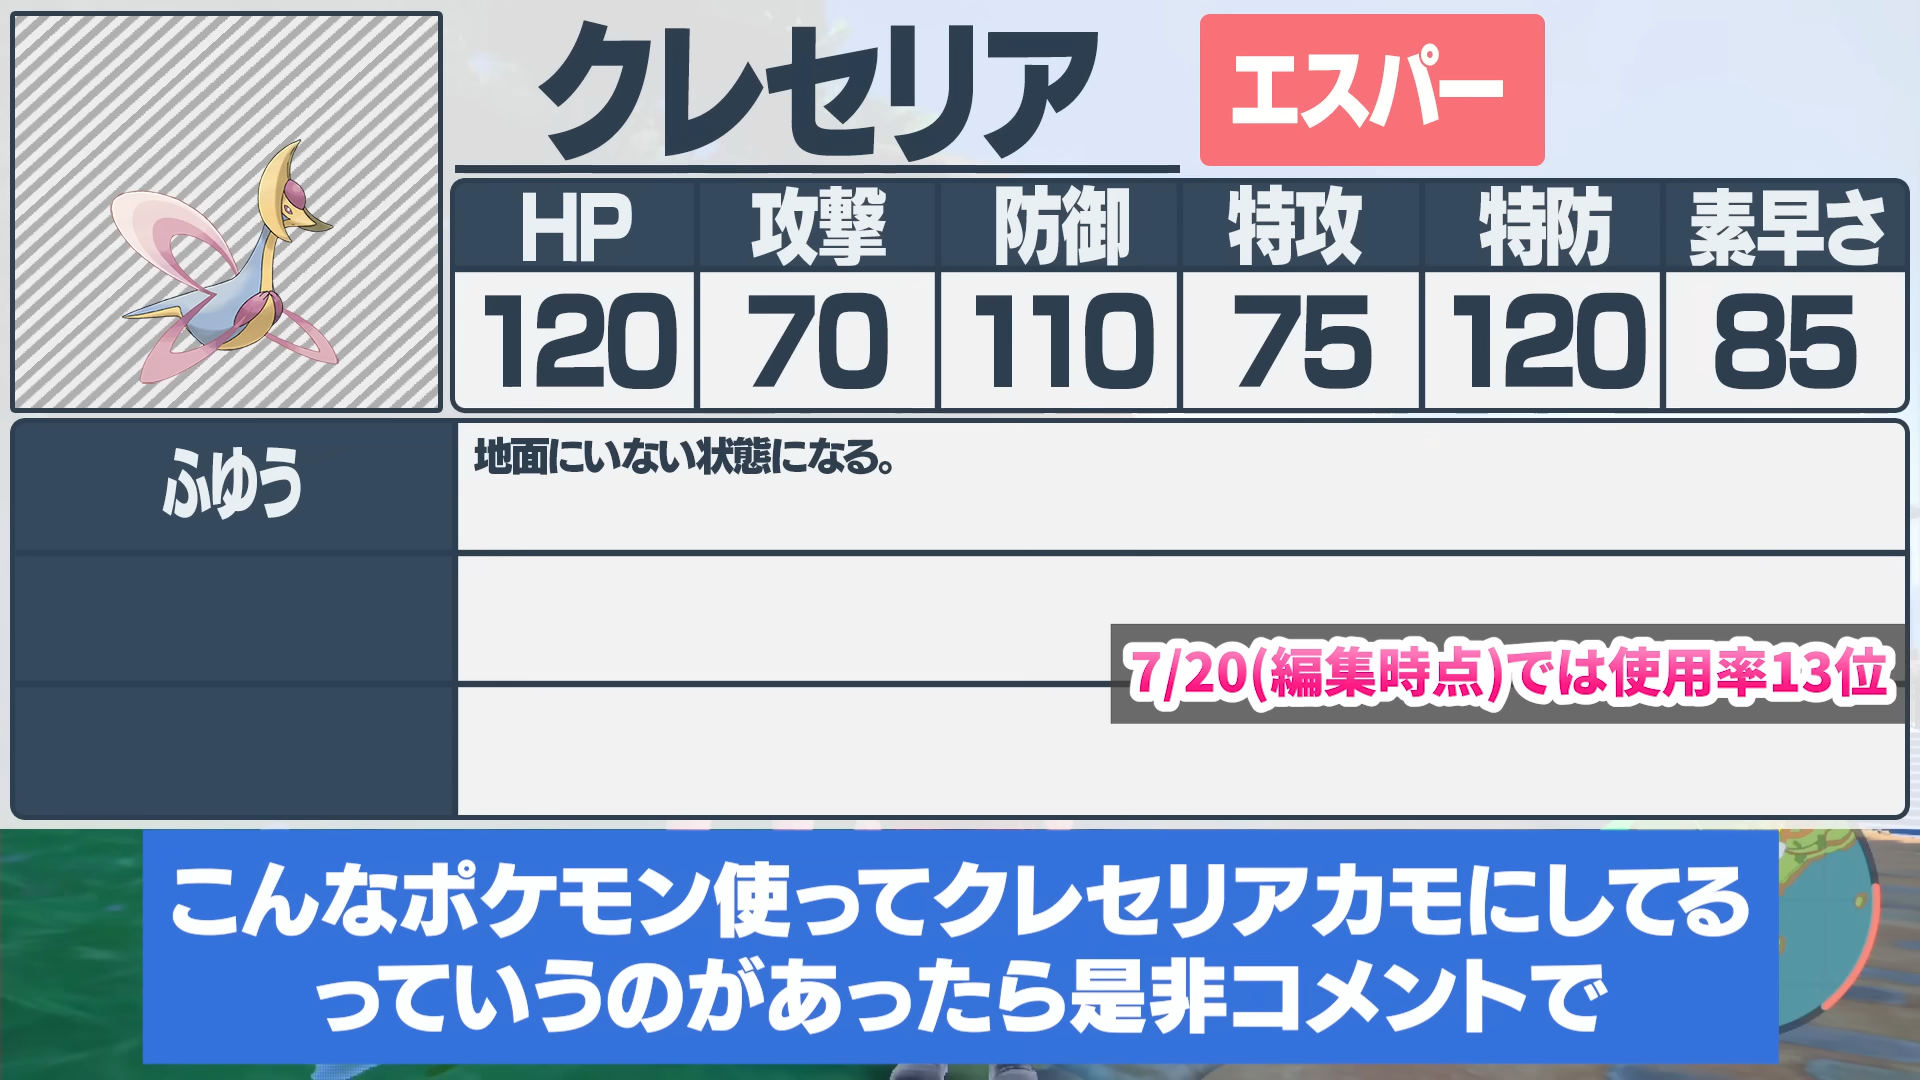 クレセリア
エスパー
HP 攻撃 防御 特攻 特防 素早さ
120 70 110 75 120 85
ふゆう
地面にいない状態になる。
7/20(編集時点)では使用率13位
こんなポケモン使ってクレセリアカモにしてる
っていうのがあったら是非コメントで